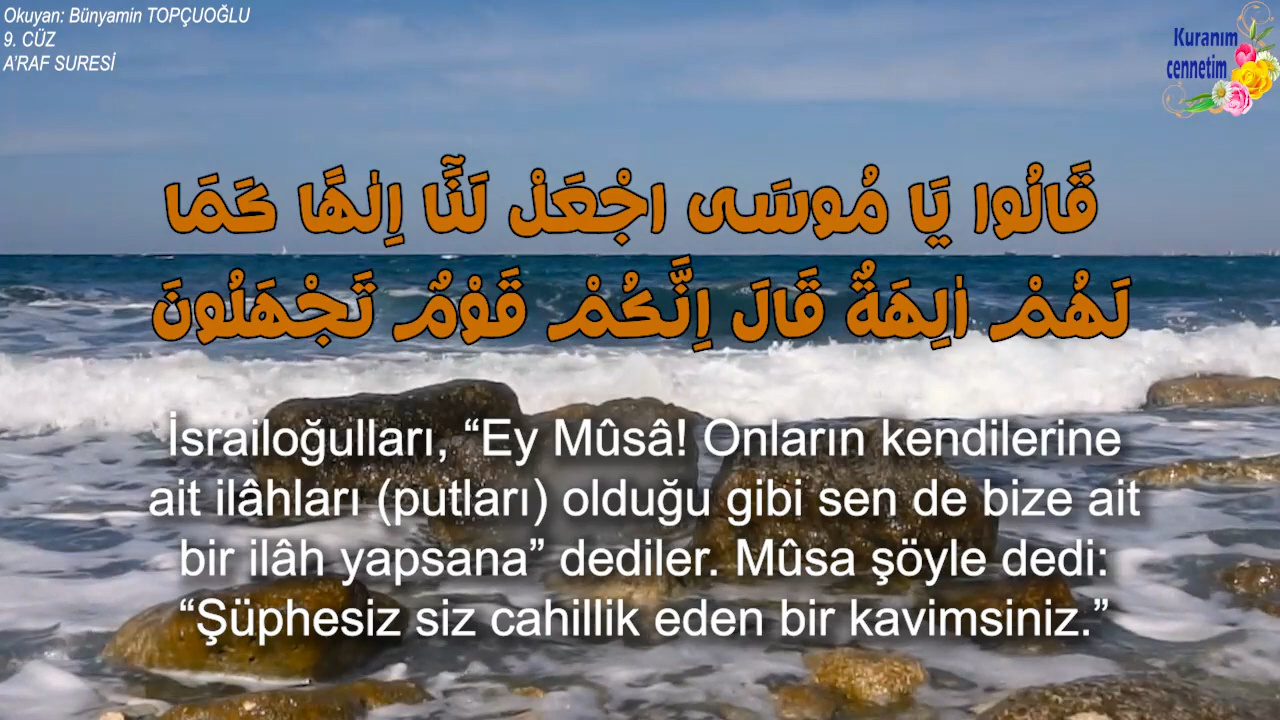 Okuyan: Bünyamin TOPÇUOĞLU
9. CÜZ
A'RAF SURESİ
Kuranım
cennetim
قَالُوا يَا مُوسَى اجْعَلْ لَنَٓا اِلٰهًا كَمَا
لَهُمْ اٰلِهَةٌ قَالَ اِنَّكُمْ قَوْمٌ تَجْهَلُونَ
İsrailoğulları, “Ey Mûsâ! Onların kendilerine
ait ilâhları (putları) olduğu gibi sen de bize ait
bir ilâh yapsana” dediler. Mûsa şöyle dedi:
“Şüphesiz siz cahillik eden bir kavimsiniz.”